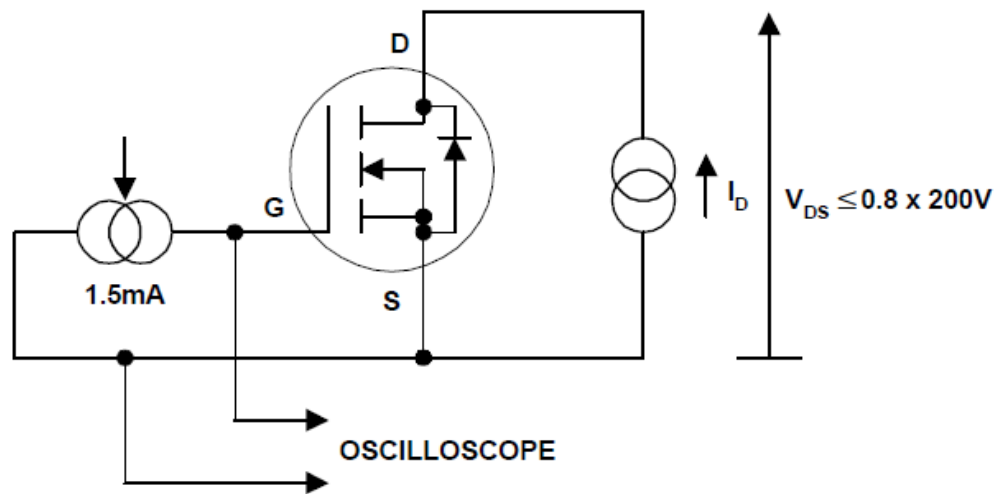 D
G
S
1.5mA
I_D
V_DS ≤ 0.8 x 200V
OSCILLOSCOPE